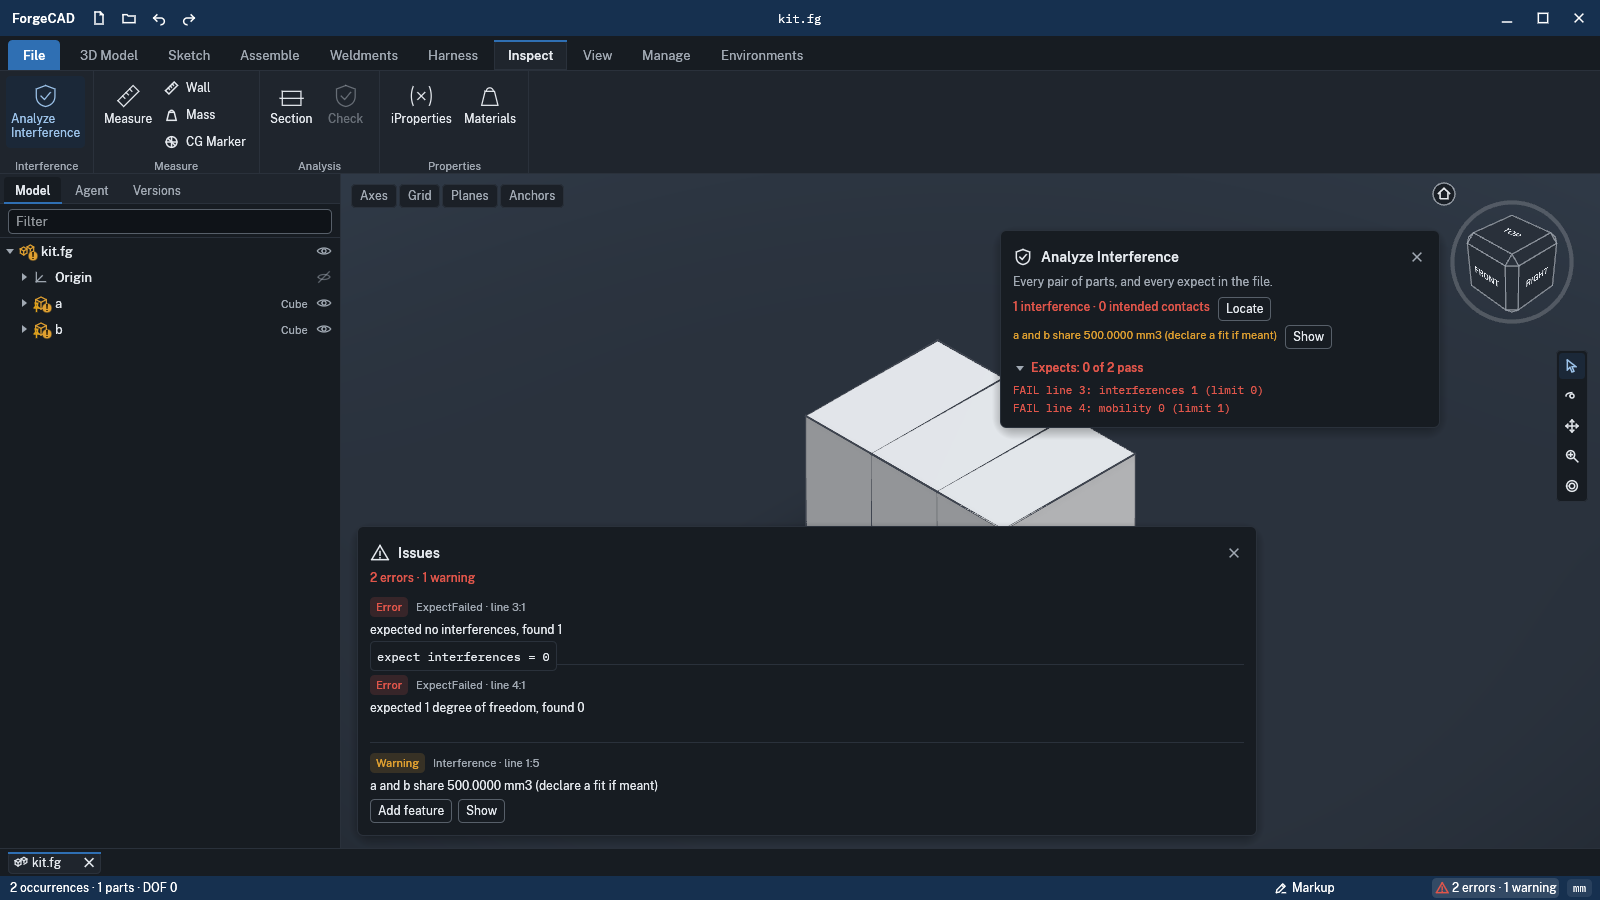 ForgeCAD
kit.fg
File
3D Model
Sketch
Assemble
Weldments
Harness
Inspect
View
Manage
Environments
Analyze
Interference
Interference
Measure
Wall
Mass
CG Marker
Measure
Section
Check
Analysis
iProperties
Materials
Properties
Model
Agent
Versions
Filter
kit.fg
Origin
a Cube
b Cube
Axes
Grid
Planes
Anchors
TOP
FRONT
RIGHT
Analyze Interference
Every pair of parts, and every expect in the file.
1 interference · 0 intended contacts
Locate
a and b share 500.0000 mm3 (declare a fit if meant)
Show
Expects: 0 of 2 pass
FAIL line 3: interferences 1 (limit 0)
FAIL line 4: mobility 0 (limit 1)
Issues
2 errors · 1 warning
Error ExpectFailed · line 3:1
expected no interferences, found 1
expect interferences = 0
Error ExpectFailed · line 4:1
expected 1 degree of freedom, found 0
Warning Interference · line 1:5
a and b share 500.0000 mm3 (declare a fit if meant)
Add feature
Show
kit.fg
2 occurrences · 1 parts · DOF 0
Markup
2 errors · 1 warning
mm